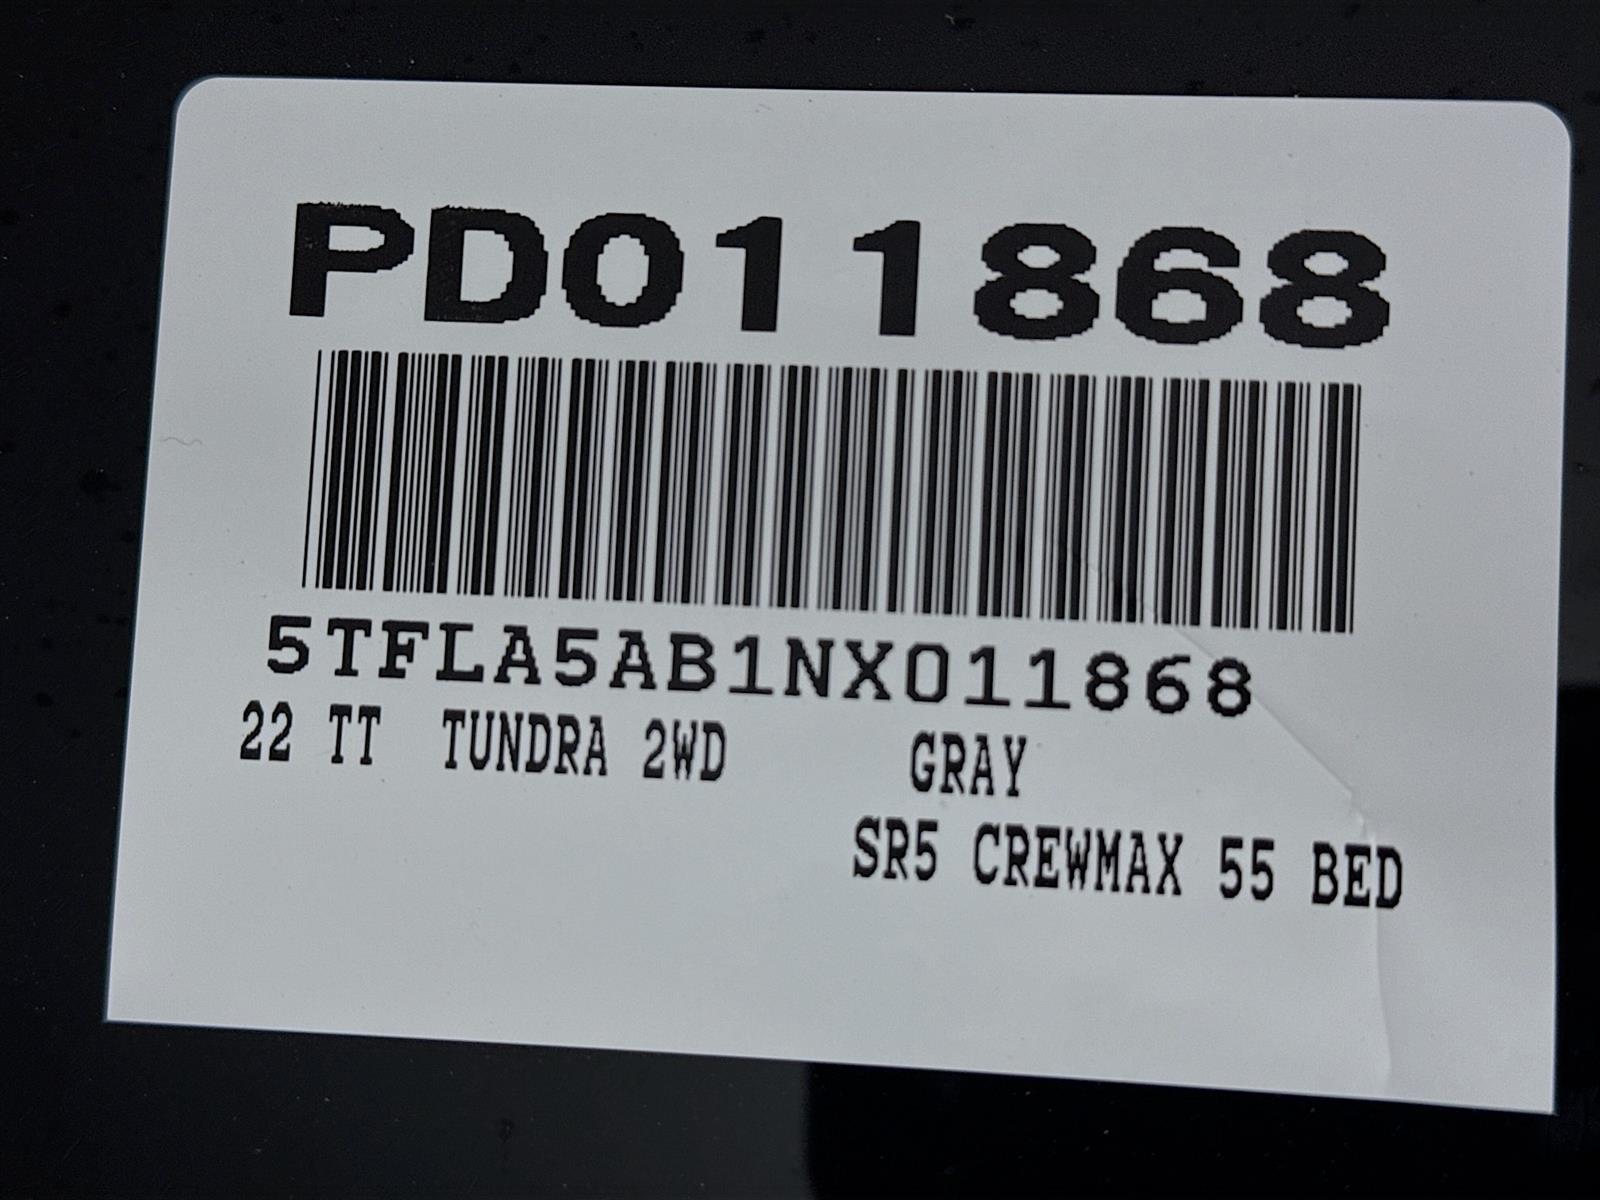 PD011868
5TFLA5AB1NX011868
22 TT TUNDRA 2WD GRAY
SR5 CREWMAX 55 BED